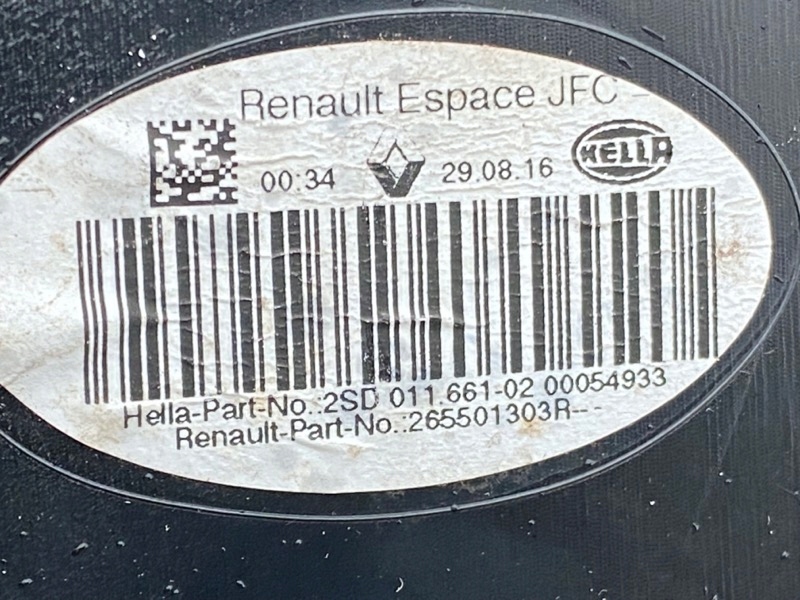 Renault Espace JFC -
00:34 29.08.16 HELLA
Hella-Part-No.:2SD 011.661-02 00054933
Renault-Part-No.:265501303R---